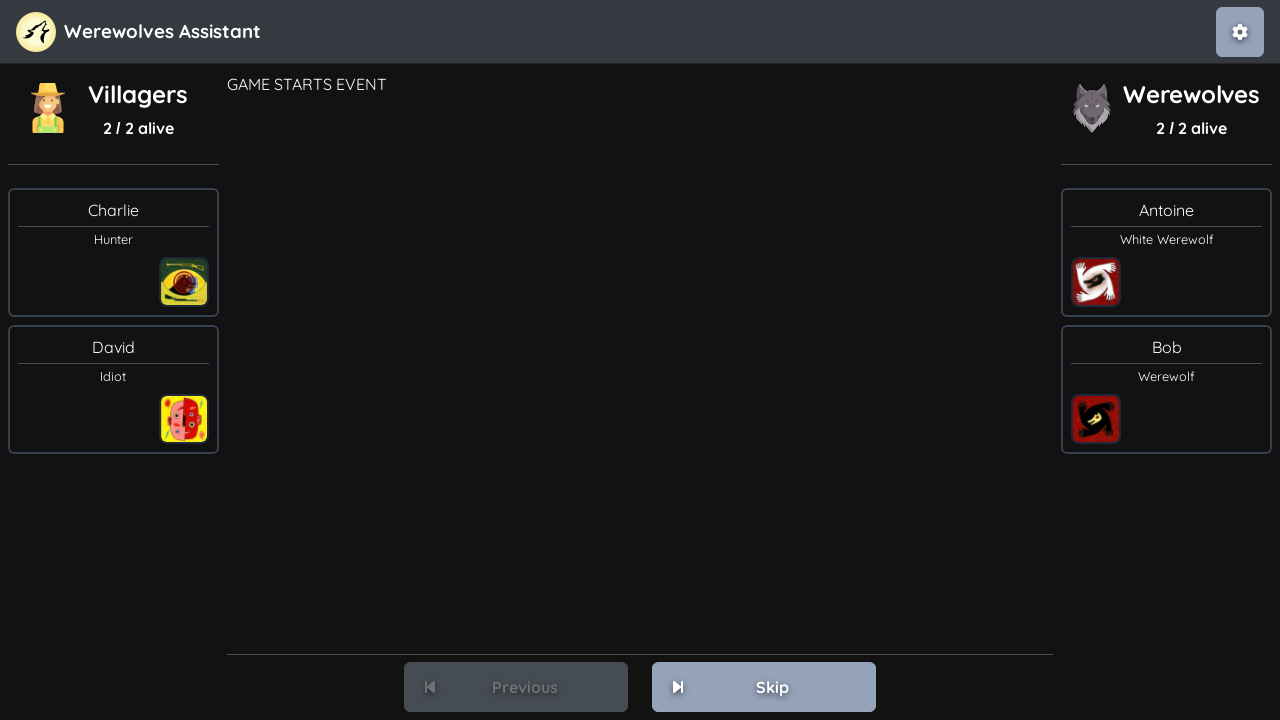 Werewolves Assistant
Villagers
2 / 2 alive
GAME STARTS EVENT
Werewolves
2 / 2 alive
Charlie
Hunter
David
Idiot
Antoine
White Werewolf
Bob
Werewolf
Previous
Skip